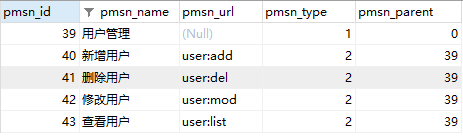 pmsn_id pmsn_name pmsn_url pmsn_type pmsn_parent
39 用户管理 (Null) 1 0
40 新增用户 user:add 2 39
41 删除用户 user:del 2 39
42 修改用户 user:mod 2 39
43 查看用户 user:list 2 39